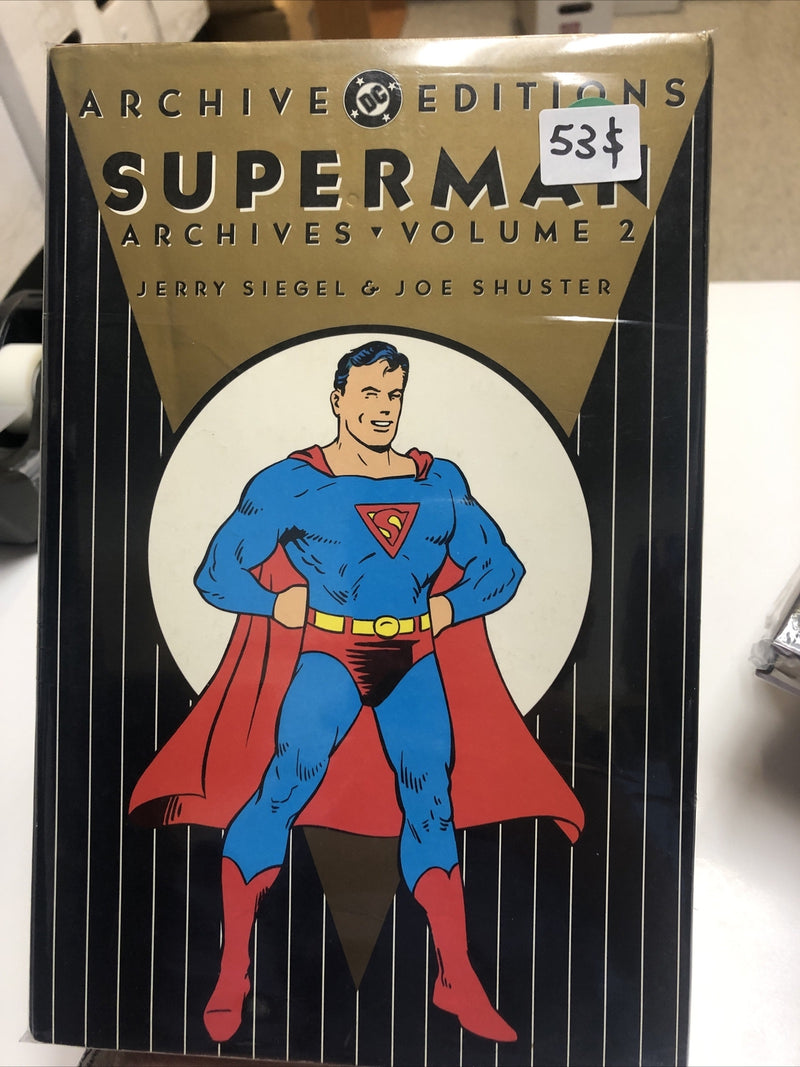 ARCHIVE DC EDITIONS
53$
SUPERMAN
ARCHIVES ▾ VOLUME 2
JERRY SIEGEL & JOE SHUSTER
S